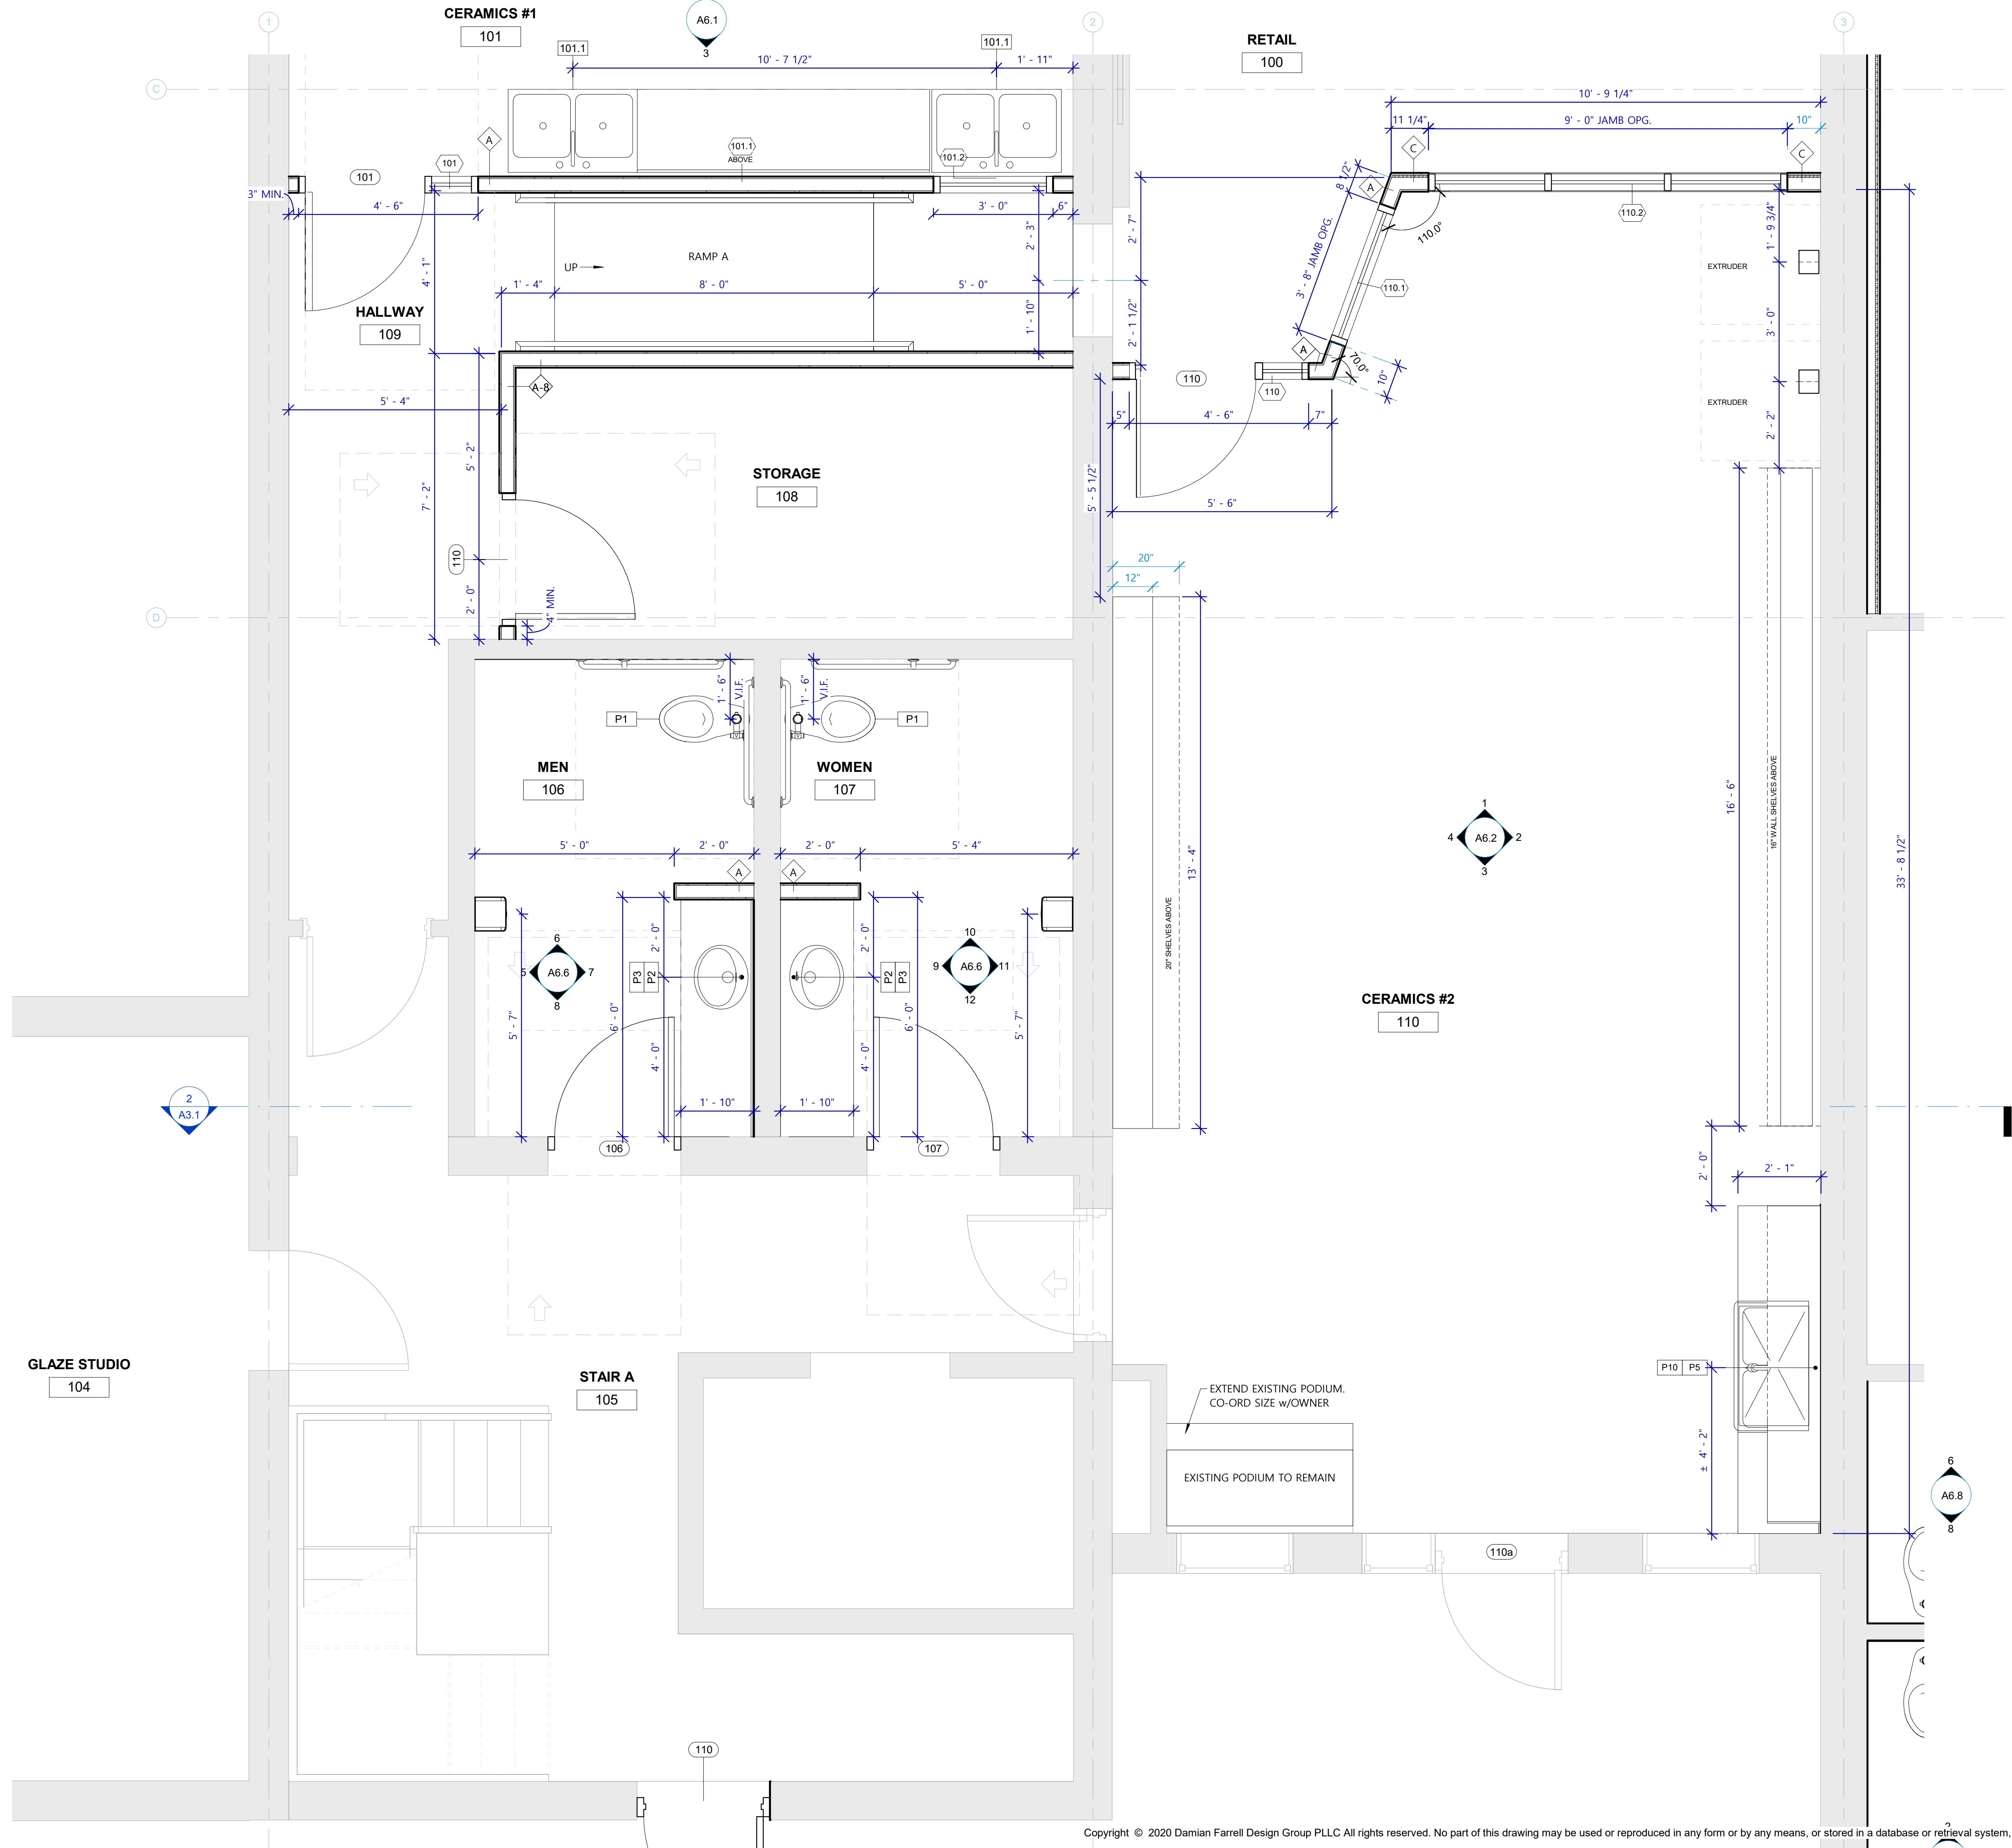 CERAMICS #1
101
A6.1
3
1
2
3
RETAIL
100
101.1
101.1
10' - 7 1/2"
1' - 11"
C
10' - 9 1/4"
11 1/4"
9' - 0" JAMB OPG.
10"
A
101.1
ABOVE
101
101
101.2
C
C
A
8 1/2"
3" MIN.
4' - 6"
3' - 0"
6"
110.2
2' - 3"
2' - 7"
110.0°
1' - 9 3/4"
3' - 8" JAMB OPG.
RAMP A
UP
EXTRUDER
4' - 1"
1' - 4"
8' - 0"
5' - 0"
110.1
HALLWAY
109
1' - 10"
2' - 1 1/2"
3' - 0"
A
70.0°
10"
A-8
110
110
EXTRUDER
5' - 4"
5"
4' - 6"
7"
2' - 2"
5' - 2"
STORAGE
108
7' - 2"
5' - 5 1/2"
5' - 6"
110
20"
12"
2' - 0"
4" MIN.
D
1' - 6"
V.I.F.
1' - 6"
V.I.F.
P1
P1
MEN
106
WOMEN
107
16' - 6"
16" WALL SHELVES ABOVE
1
4
A6.2
2
3
13' - 4"
33' - 8 1/2"
5' - 0"
2' - 0"
2' - 0"
5' - 4"
A
A
20" SHELVES ABOVE
2' - 0"
2' - 0"
6
5
A6.6
7
8
P3
P2
P2
P3
10
9
A6.6
11
12
CERAMICS #2
110
5' - 7"
6' - 0"
4' - 0"
4' - 0"
6' - 0"
5' - 7"
2
A3.1
1' - 10"
1' - 10"
106
107
2' - 0"
2' - 1"
GLAZE STUDIO
104
STAIR A
105
P10
P5
EXTEND EXISTING PODIUM.
CO-ORD SIZE w/OWNER
± 4' - 2"
EXISTING PODIUM TO REMAIN
6
A6.8
8
110a
110
2
Copyright © 2020 Damian Farrell Design Group PLLC All rights reserved. No part of this drawing may be used or reproduced in any form or by any means, or stored in a database or retrieval system,